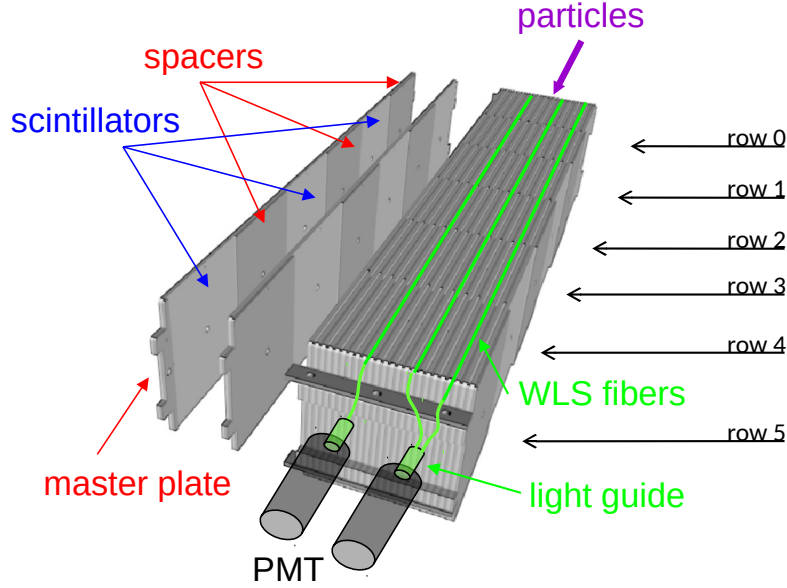 particles
spacers
scintillators
row 0
row 1
row 2
row 3
row 4
WLS fibers
row 5
master plate
light guide
PMT